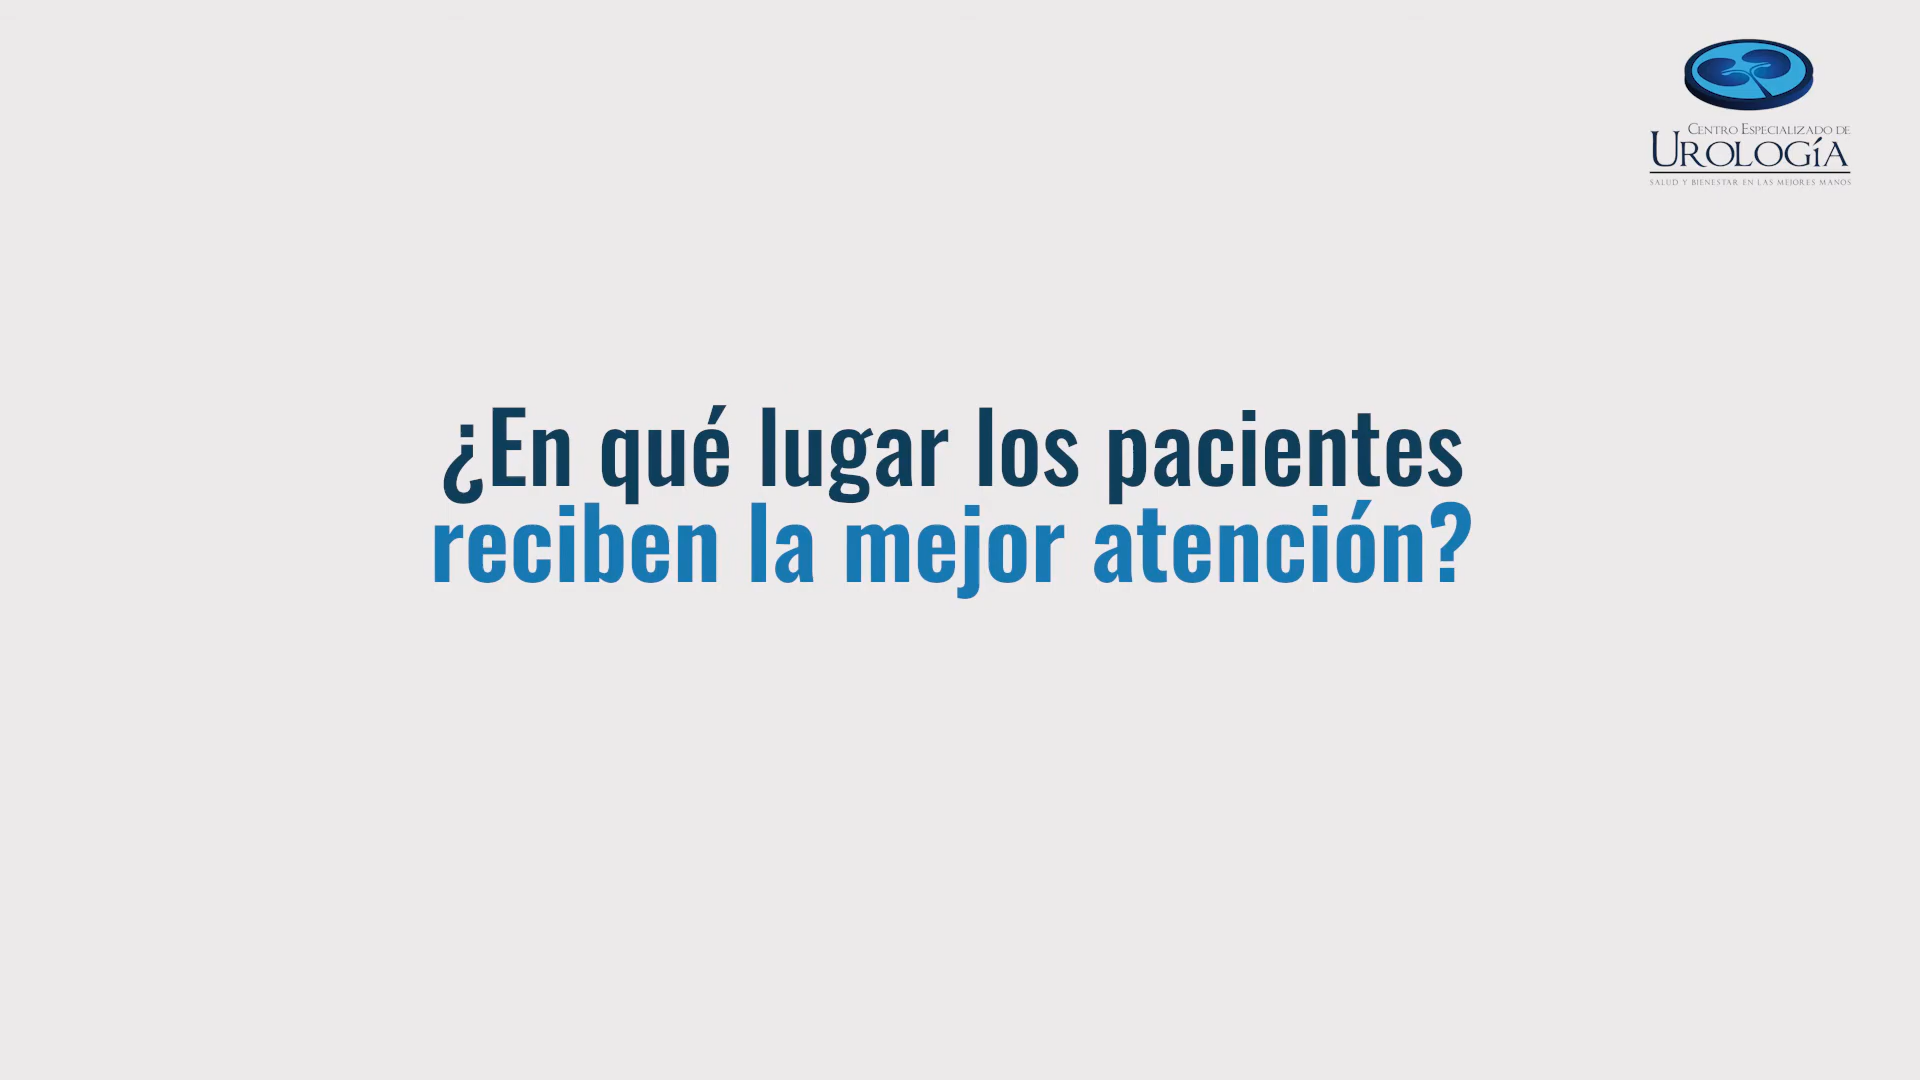 CENTRO ESPECIALIZADO DE
UROLOGÍA
SALUD Y BIENESTAR EN LAS MEJORES MANOS
¿En qué lugar los pacientes
reciben la mejor atención?